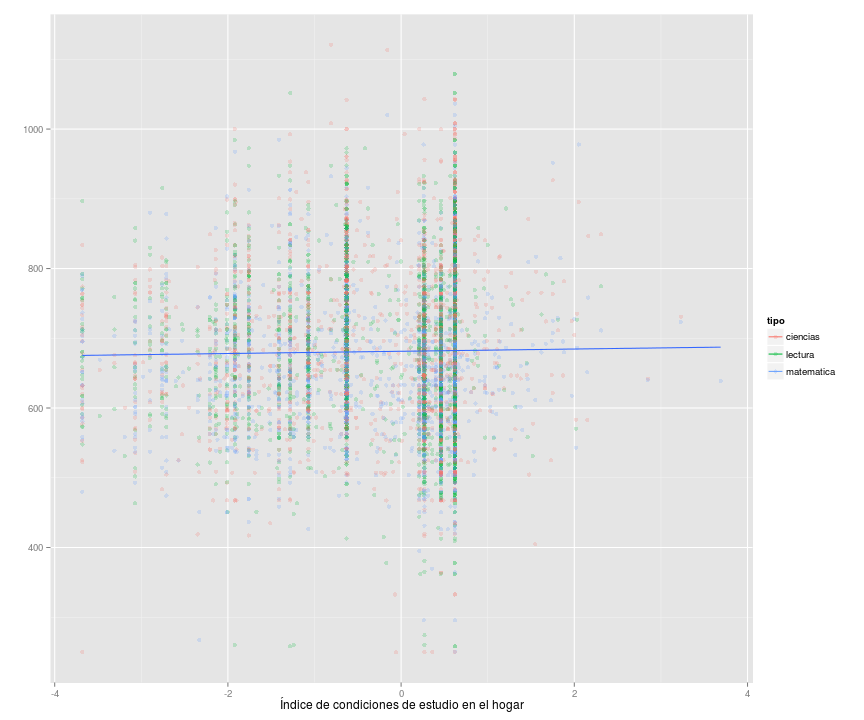 1000
800
600
400
-4
-2
0
2
4
Índice de condiciones de estudio en el hogar
tipo
ciencias
lectura
matematica